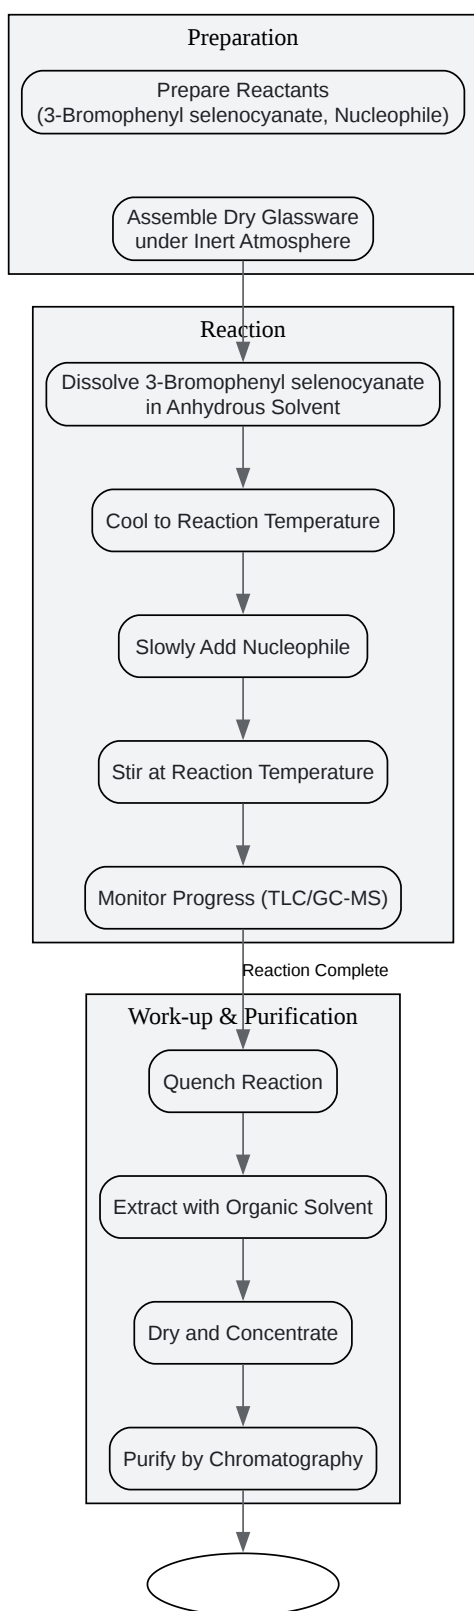 Preparation
Prepare Reactants
(3-Bromophenyl selenocyanate, Nucleophile)
Assemble Dry Glassware
under Inert Atmosphere
Reaction
Dissolve 3-Bromophenyl selenocyanate
in Anhydrous Solvent
Cool to Reaction Temperature
Slowly Add Nucleophile
Stir at Reaction Temperature
Monitor Progress (TLC/GC-MS)
Reaction Complete
Work-up & Purification
Quench Reaction
Extract with Organic Solvent
Dry and Concentrate
Purify by Chromatography